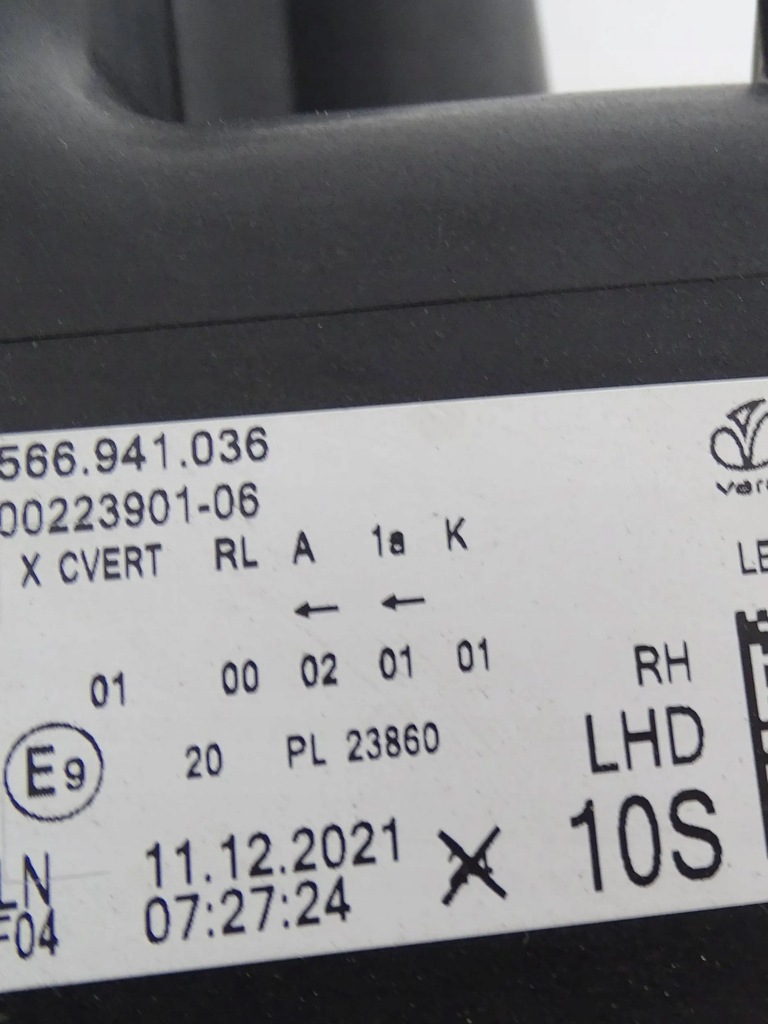 566.941.036
00223901-06
X CVERT RL A 1a K
← ←
01 00 02 01 01
RH
E9 20 PL 23860
LHD
LN 11.12.2021
10S
F04 07:27:24